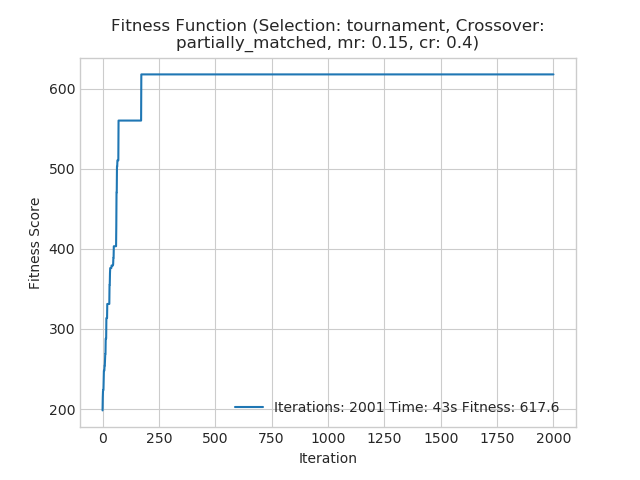 Fitness Function (Selection: tournament, Crossover:
partially_matched, mr: 0.15, cr: 0.4)
600
500
400
300
200
Fitness Score
Iterations: 2001 Time: 43s Fitness: 617.6
0 250 500 750 1000 1250 1500 1750 2000
Iteration